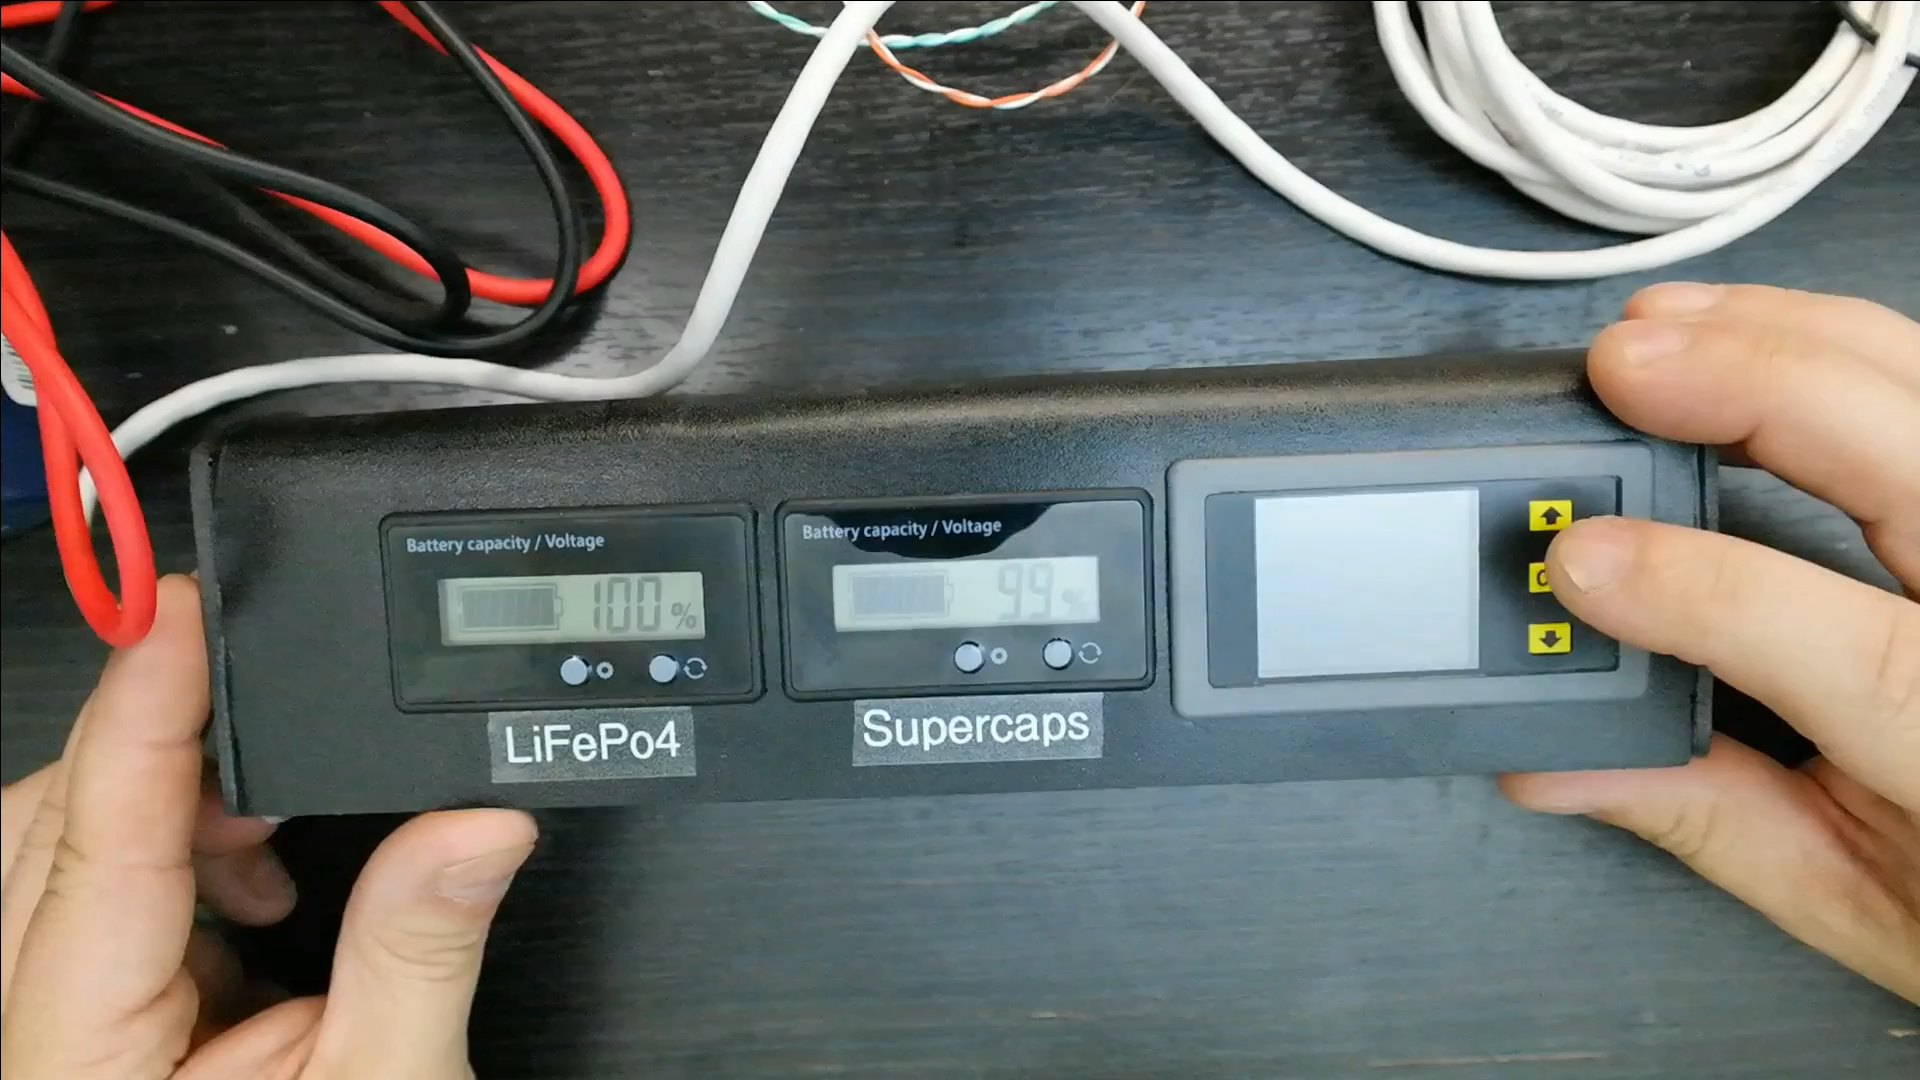 Battery capacity / Voltage
100 %
LiFePo4
Battery capacity / Voltage
99 %
Supercaps